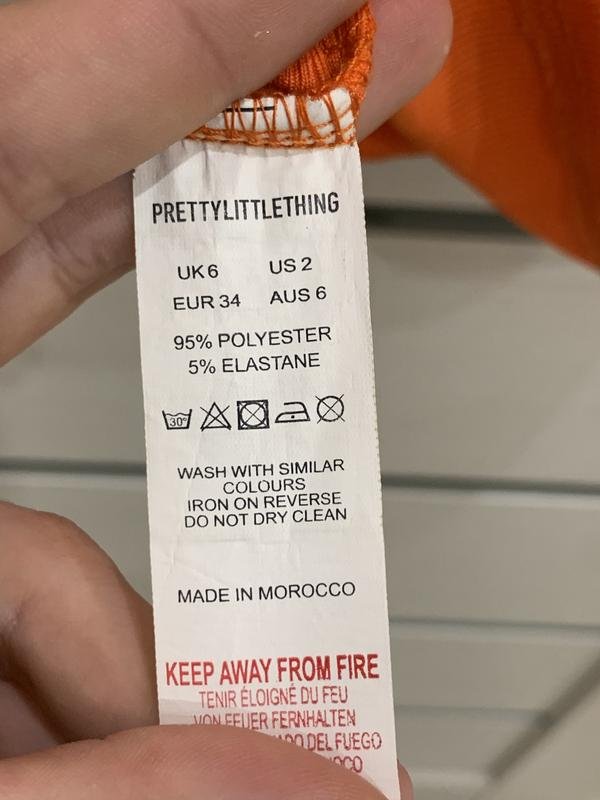 PRETTYLITTLETHING
UK 6 US 2
EUR 34 AUS 6
95% POLYESTER
5% ELASTANE
30°
WASH WITH SIMILAR
COLOURS
IRON ON REVERSE
DO NOT DRY CLEAN
MADE IN MOROCCO
KEEP AWAY FROM FIRE
TENIR ÉLOIGNÉ DU FEU
VON FEUER FERNHALTEN
DEL FUEGO